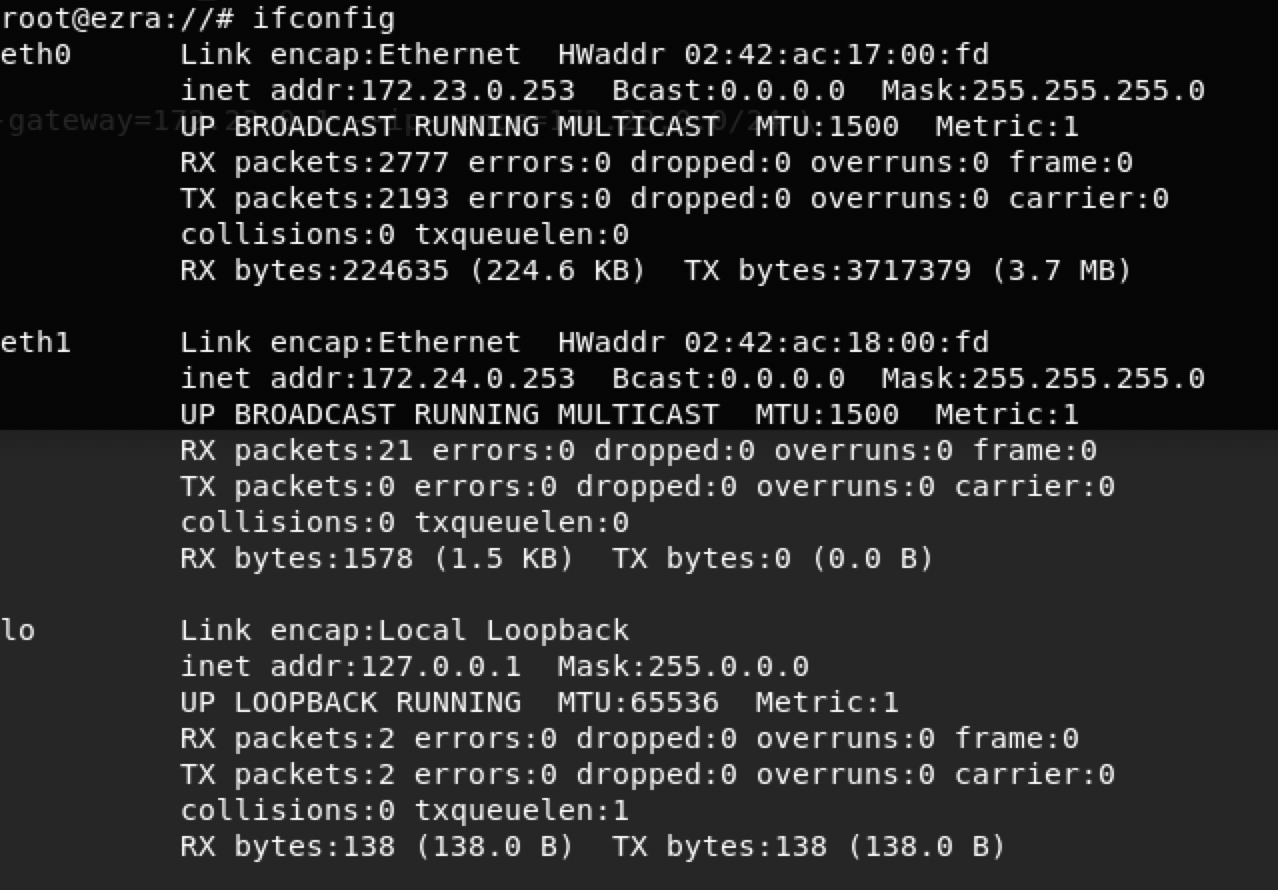 root@ezra://# ifconfig
eth0      Link encap:Ethernet  HWaddr 02:42:ac:17:00:fd
          inet addr:172.23.0.253  Bcast:0.0.0.0  Mask:255.255.255.0
          UP BROADCAST RUNNING MULTICAST  MTU:1500  Metric:1
          RX packets:2777 errors:0 dropped:0 overruns:0 frame:0
          TX packets:2193 errors:0 dropped:0 overruns:0 carrier:0
          collisions:0 txqueuelen:0
          RX bytes:224635 (224.6 KB)  TX bytes:3717379 (3.7 MB)

eth1      Link encap:Ethernet  HWaddr 02:42:ac:18:00:fd
          inet addr:172.24.0.253  Bcast:0.0.0.0  Mask:255.255.255.0
          UP BROADCAST RUNNING MULTICAST  MTU:1500  Metric:1
          RX packets:21 errors:0 dropped:0 overruns:0 frame:0
          TX packets:0 errors:0 dropped:0 overruns:0 carrier:0
          collisions:0 txqueuelen:0
          RX bytes:1578 (1.5 KB)  TX bytes:0 (0.0 B)

lo        Link encap:Local Loopback
          inet addr:127.0.0.1  Mask:255.0.0.0
          UP LOOPBACK RUNNING  MTU:65536  Metric:1
          RX packets:2 errors:0 dropped:0 overruns:0 frame:0
          TX packets:2 errors:0 dropped:0 overruns:0 carrier:0
          collisions:0 txqueuelen:1
          RX bytes:138 (138.0 B)  TX bytes:138 (138.0 B)